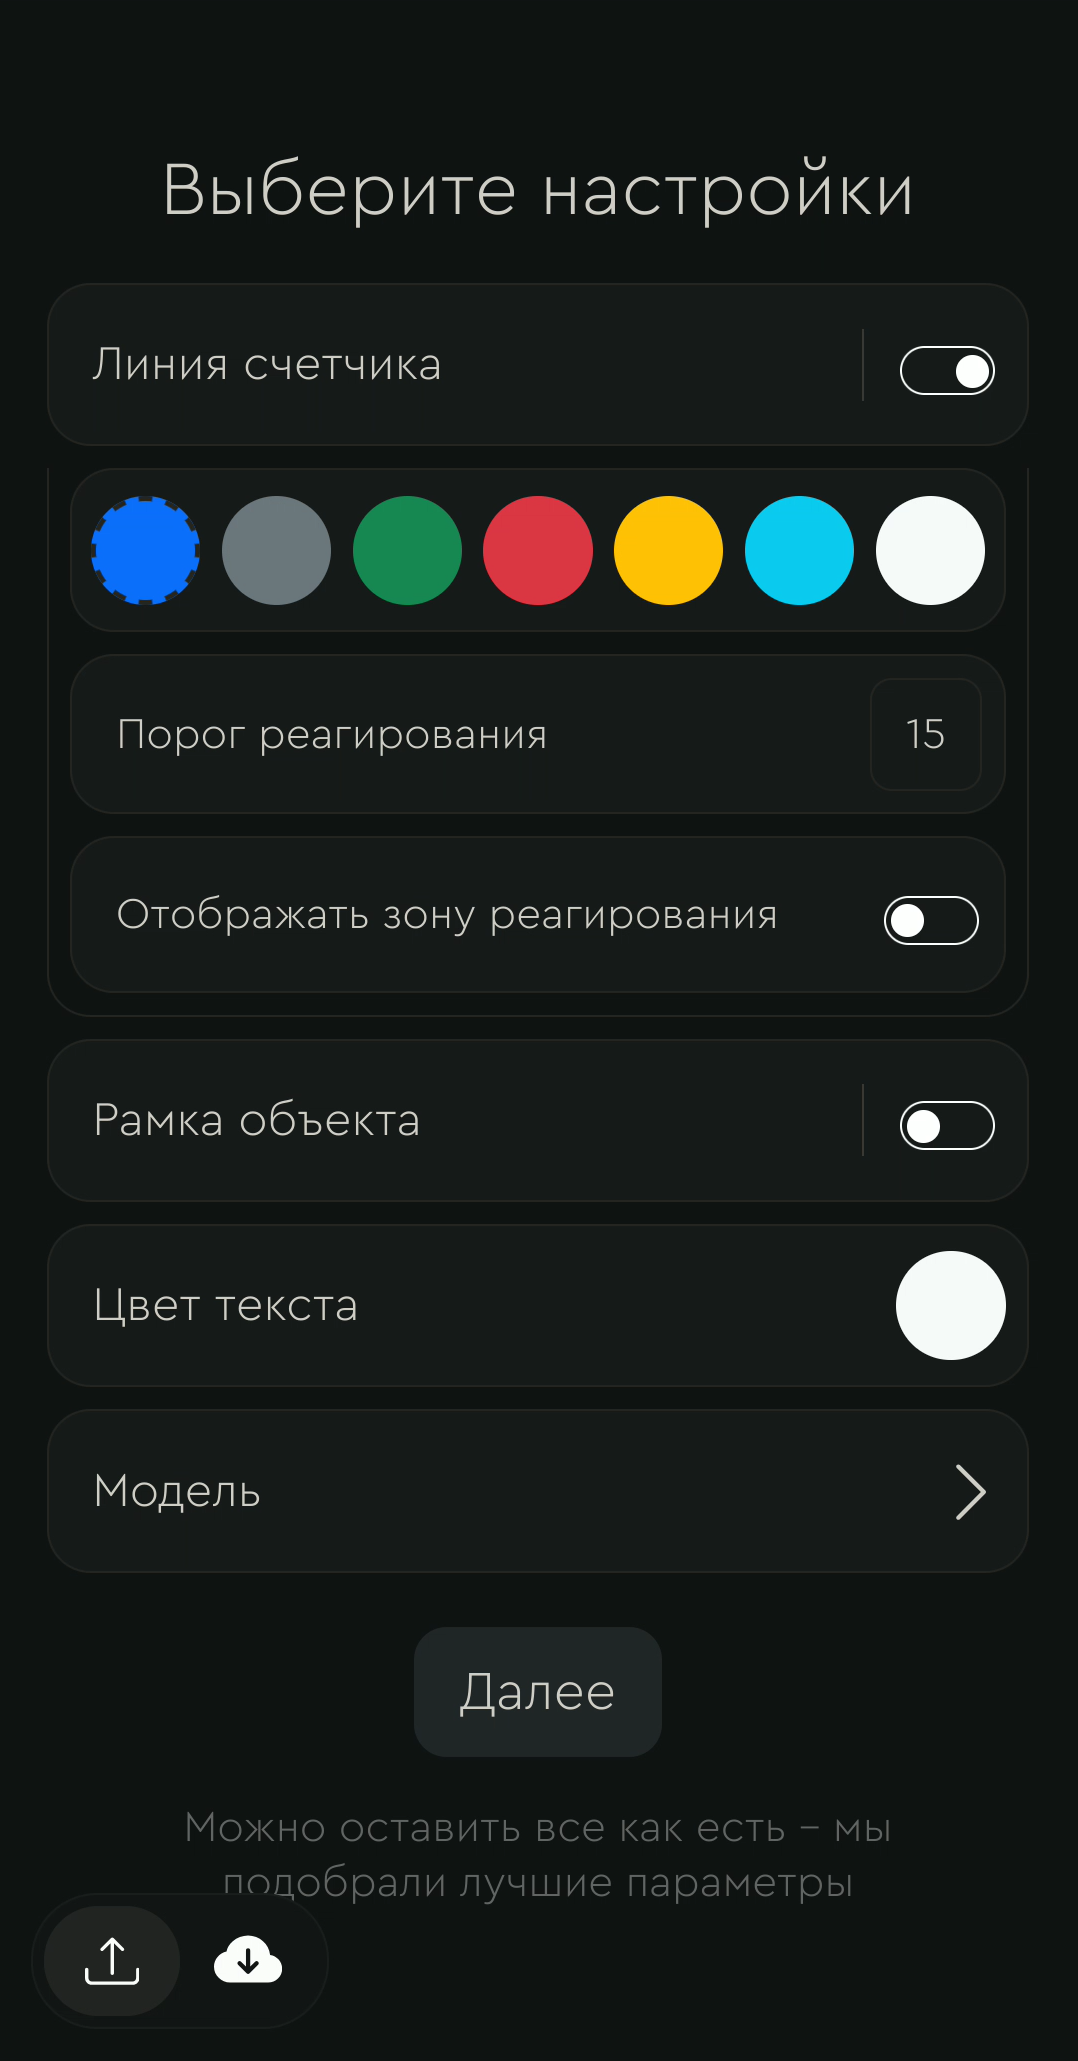 Выберите настройки
Линия счетчика
Порог реагирования
15
Отображать зону реагирования
Рамка объекта
Цвет текста
Модель
Далее
Можно оставить все как есть – мы
подобрали лучшие параметры